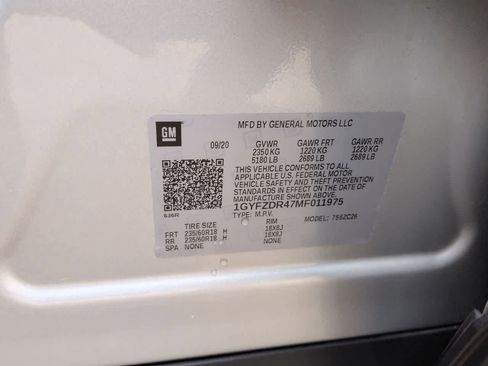 GM
MFD BY GENERAL MOTORS LLC
09/20 GVWR GAWR FRT GAWR RR
2350 KG 1220 KG 1220 KG
5180 LB 2689 LB 2689 LB
THIS VEHICLE CONFORMS TO ALL
APPLICABLE U.S. FEDERAL MOTOR
VEHICLE SAFETY AND THEFT
PREVENTION STANDARDS IN EFFECT
ON THE DATE OF MANUFACTURE
SHOWN ABOVE.
1GYFZDR47MF011975
TYPE: M.P.V. MODEL:
TIRE SIZE RIM
FRT 235/60R18 H 18X8J
RR 235/60R18 H 18X8J
SPA NONE NONE